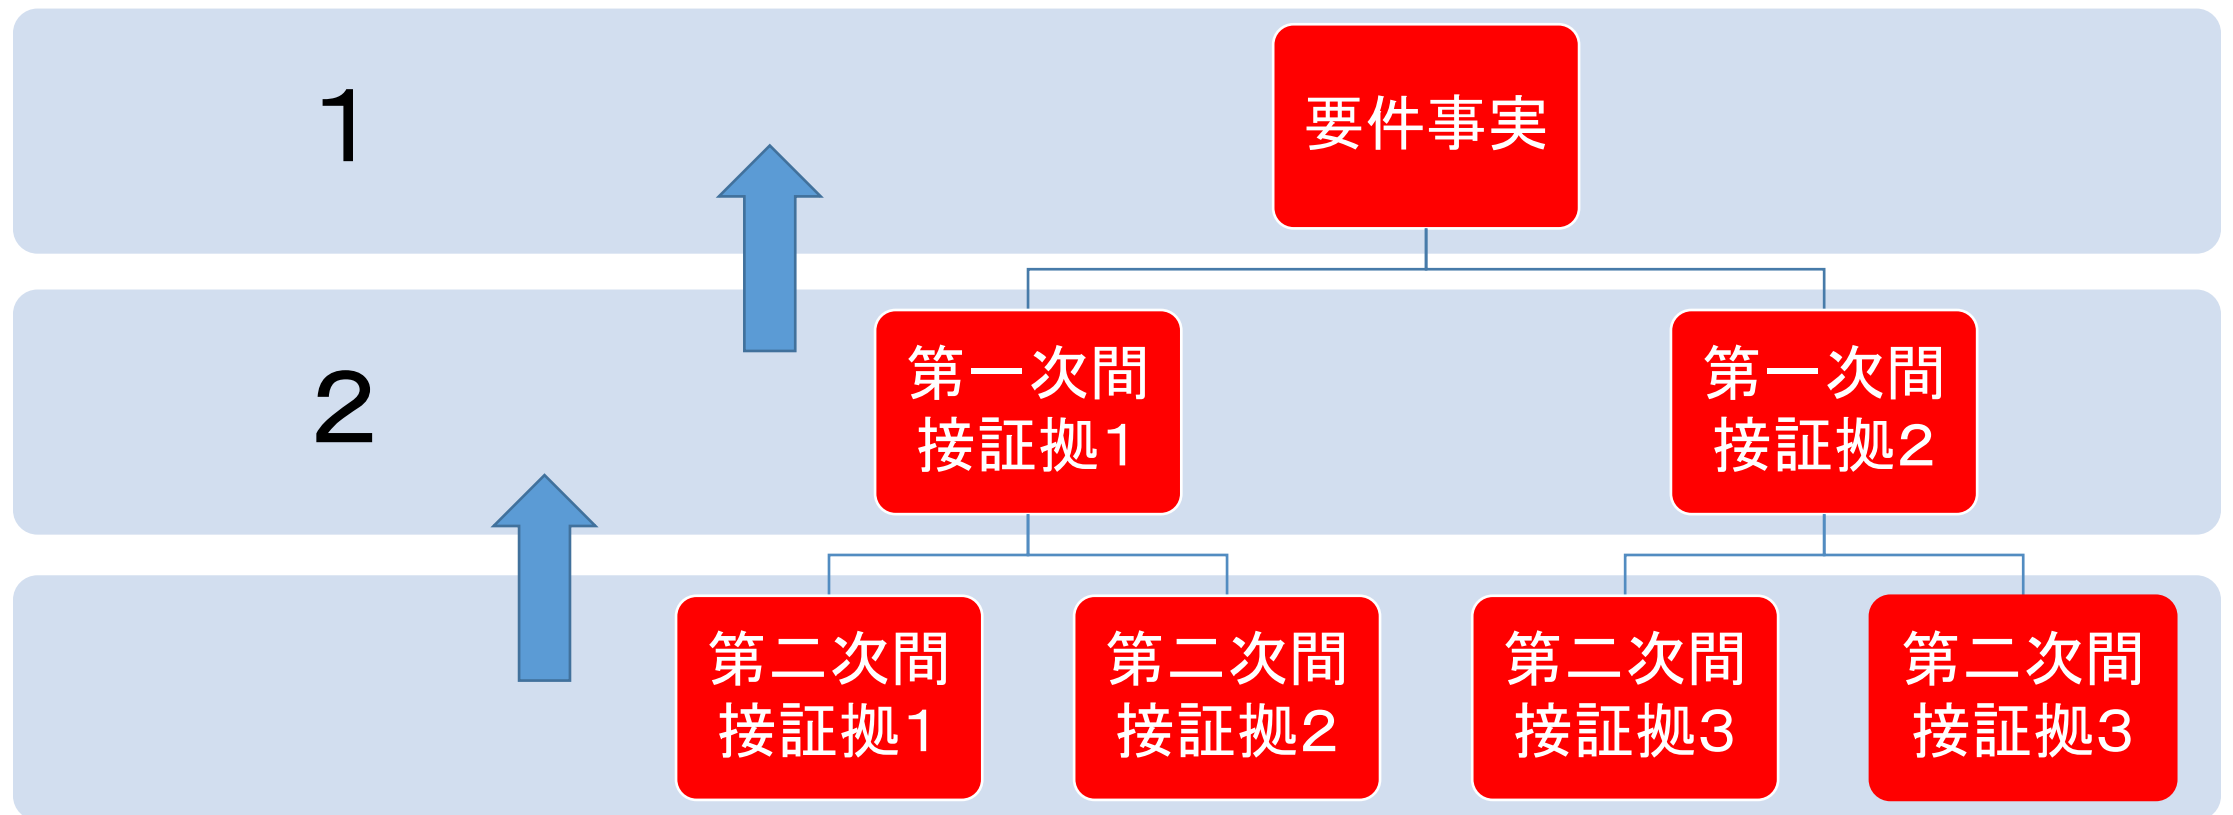 1
要件事実
2
第一次間
接証拠1
第一次間
接証拠2
第二次間
接証拠1
第二次間
接証拠2
第二次間
接証拠3
第二次間
接証拠3